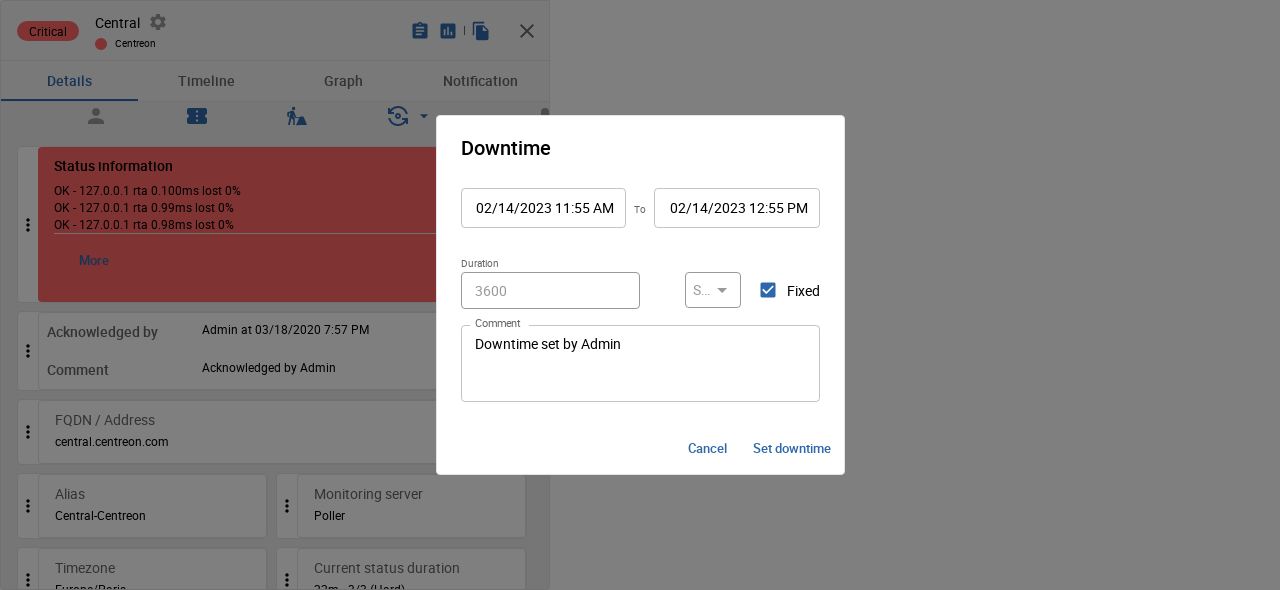 Critical
Central
Centreon
Details
Timeline
Graph
Notification
Status information
OK - 127.0.0.1 rta 0.100ms lost 0%
OK - 127.0.0.1 rta 0.99ms lost 0%
OK - 127.0.0.1 rta 0.98ms lost 0%
More
Acknowledged by
Admin at 03/18/2020 7:57 PM
Comment
Acknowledged by Admin
FQDN / Address
central.centreon.com
Alias
Central-Centreon
Monitoring server
Poller
Timezone
Europe/Paris
Current status duration
Downtime
02/14/2023 11:55 AM
To
02/14/2023 12:55 PM
Duration
3600
S...
Fixed
Comment
Downtime set by Admin
Cancel
Set downtime